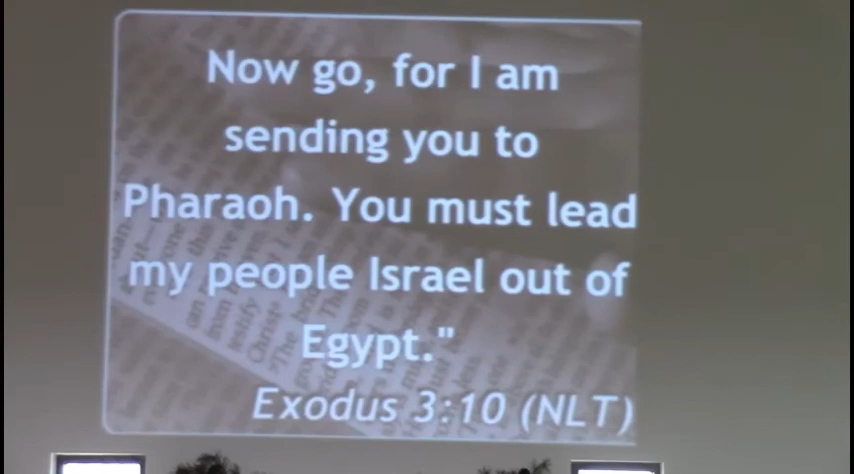 Now go, for I am
sending you to
Pharaoh. You must lead
my people Israel out of
Egypt."
Exodus 3:10 (NLT)